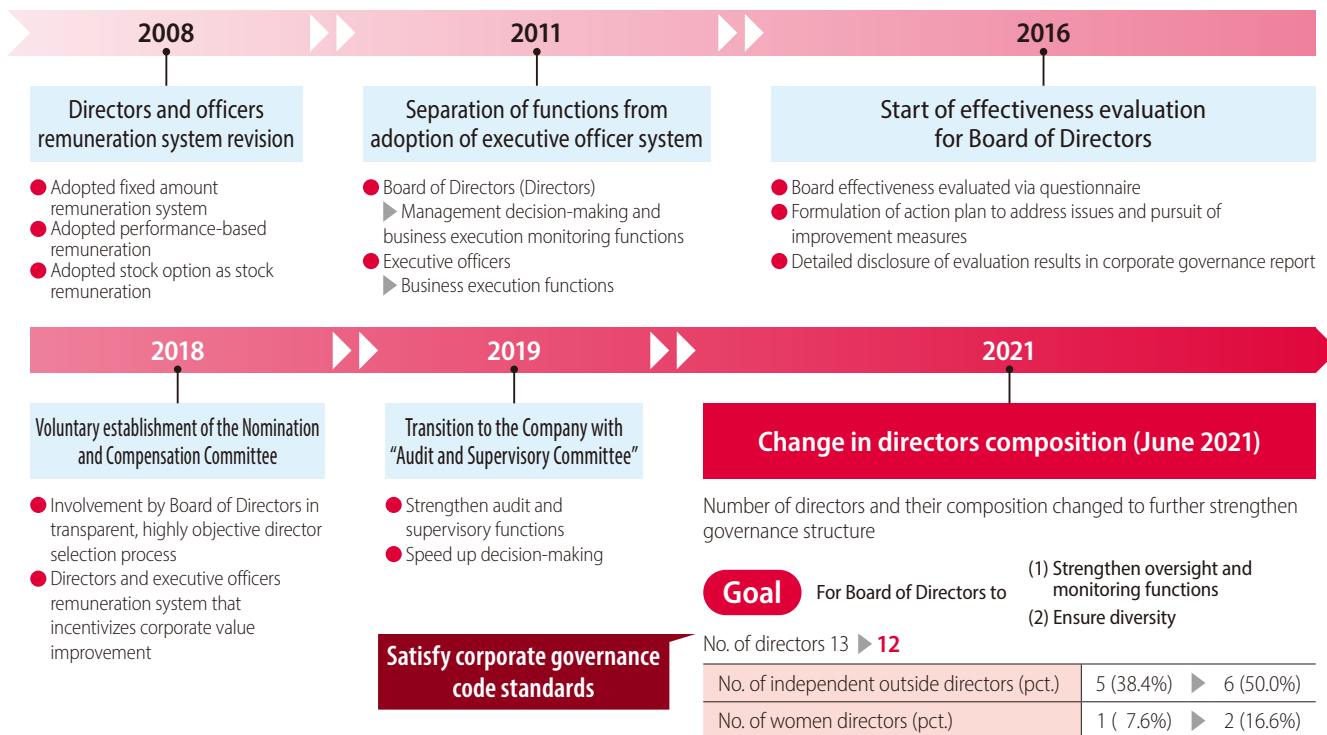 2008
2011
2016
Directors and officers
remuneration system revision
● Adopted fixed amount
remuneration system
● Adopted performance-based
remuneration
● Adopted stock option as stock
remuneration
Separation of functions from
adoption of executive officer system
● Board of Directors (Directors)
▶ Management decision-making and
business execution monitoring functions
● Executive officers
▶ Business execution functions
Start of effectiveness evaluation
for Board of Directors
● Board effectiveness evaluated via questionnaire
● Formulation of action plan to address issues and pursuit of
improvement measures
● Detailed disclosure of evaluation results in corporate governance report
2018
2019
2021
Voluntary establishment of the Nomination
and Compensation Committee
● Involvement by Board of Directors in
transparent, highly objective director
selection process
● Directors and executive officers
remuneration system that
incentivizes corporate value
improvement
Transition to the Company with
“Audit and Supervisory Committee”
● Strengthen audit and
supervisory functions
● Speed up decision-making
Satisfy corporate governance
code standards
Change in directors composition (June 2021)
Number of directors and their composition changed to further strengthen
governance structure
Goal For Board of Directors to
(1) Strengthen oversight and
monitoring functions
(2) Ensure diversity
No. of directors 13 ▶ 12
No. of independent outside directors (pct.) 5 (38.4%) ▶ 6 (50.0%)
No. of women directors (pct.) 1 ( 7.6%) ▶ 2 (16.6%)